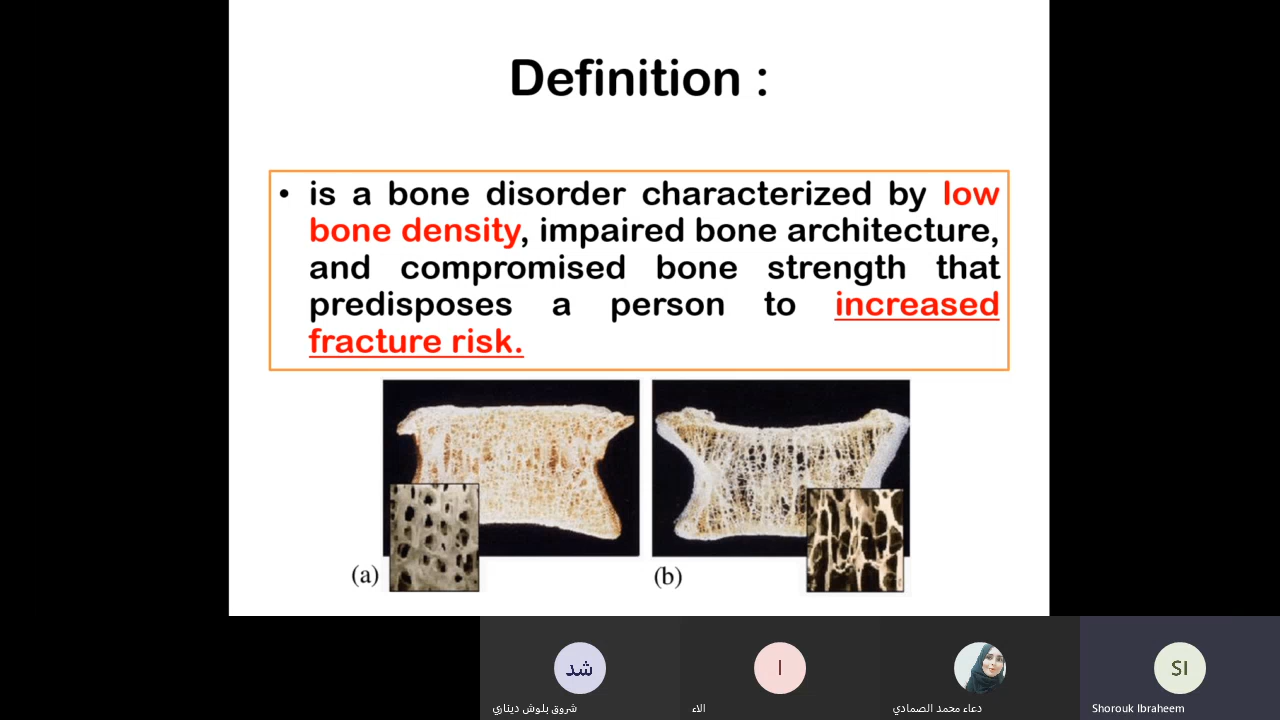 Definition :
• is a bone disorder characterized by low
bone density, impaired bone architecture,
and compromised bone strength that
predisposes a person to increased
fracture risk.
(a)
(b)
شد
ا
SI
شروق بلوش ديناري
الاء
دعاء محمد الصمادي
Shorouk Ibraheem